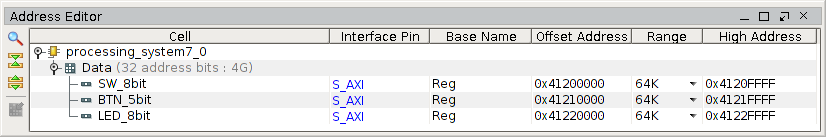 Address Editor
Cell Interface Pin Base Name Offset Address Range High Address
processing_system7_0
Data (32 address bits : 4G)
SW_8bit S_AXI Reg 0x41200000 64K 0x4120FFFF
BTN_5bit S_AXI Reg 0x41210000 64K 0x4121FFFF
LED_8bit S_AXI Reg 0x41220000 64K 0x4122FFFF